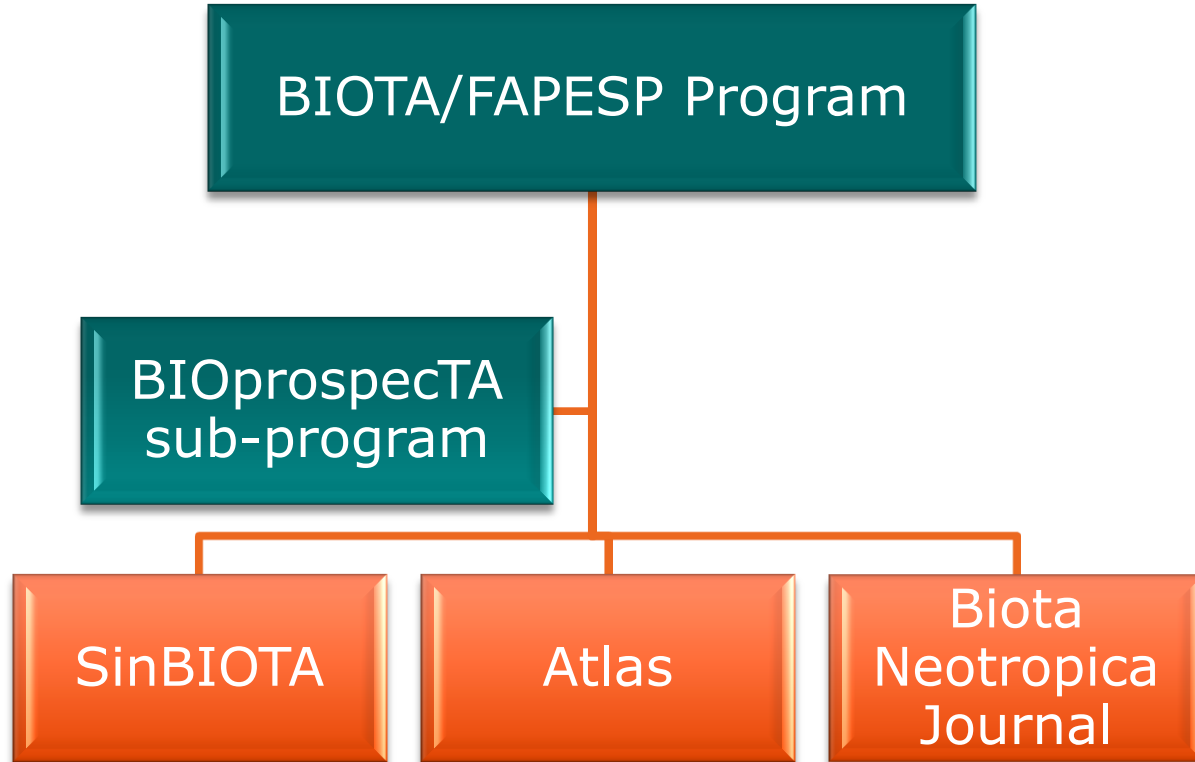 BIOTA/FAPESP Program
BIOprospecTA
sub-program
SinBIOTA
Atlas
Biota
Neotropica
Journal